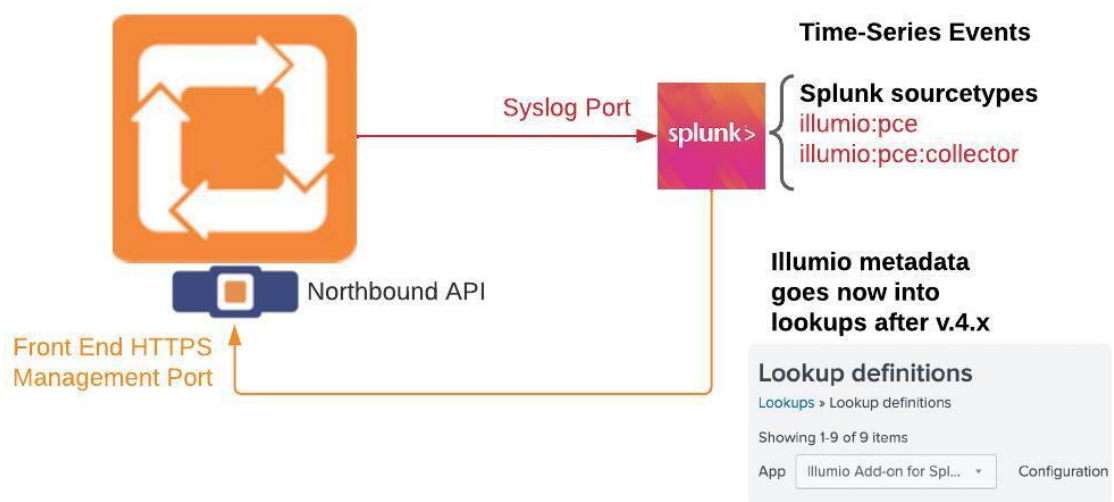 Time-Series Events
Syslog Port
splunk>
Splunk sourcetypes
illumio:pce
illumio:pce:collector
Northbound API
Front End HTTPS
Management Port
Illumio metadata
goes now into
lookups after v.4.x
Lookup definitions
Lookups » Lookup definitions
Showing 1-9 of 9 items
App Illumio Add-on for Spl... Configuration